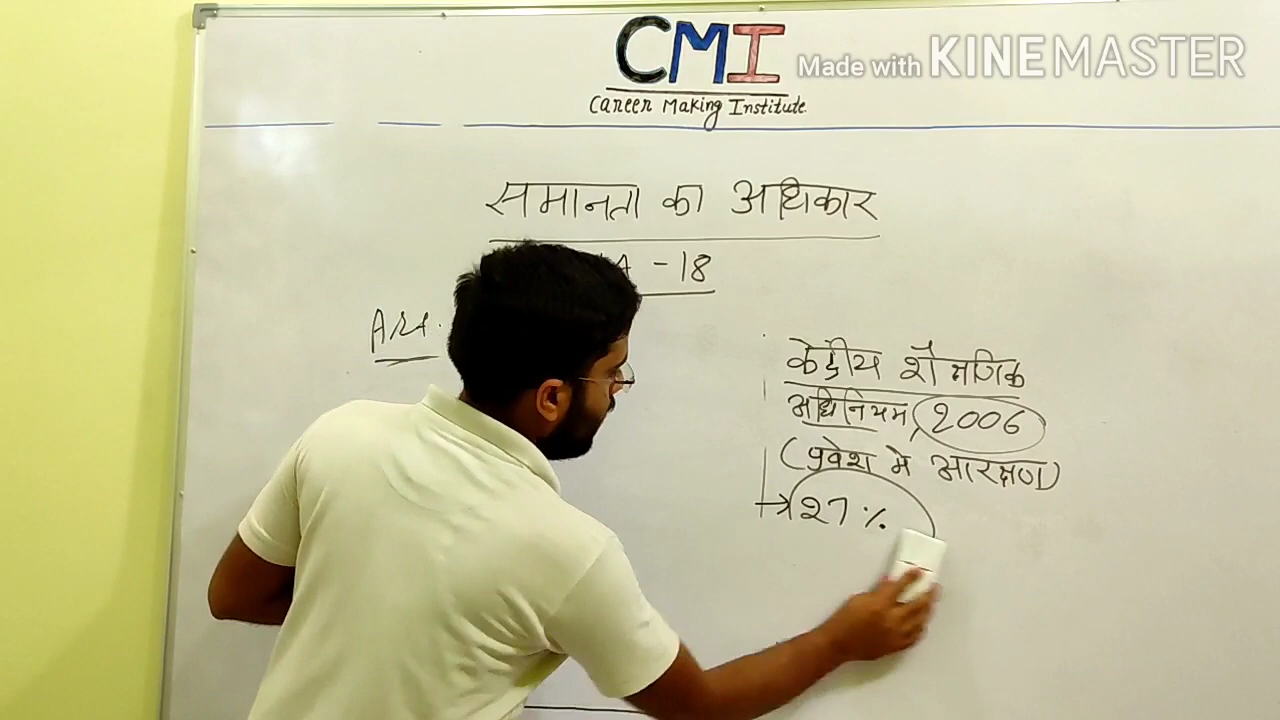 CMI
Made with KINEMASTER
Career Making Institute
समानता का अधिकार
-18
Art.
केंद्रीय शैक्षणिक
अधिनियम, 2006
(प्रवेश में आरक्षण)
→27%